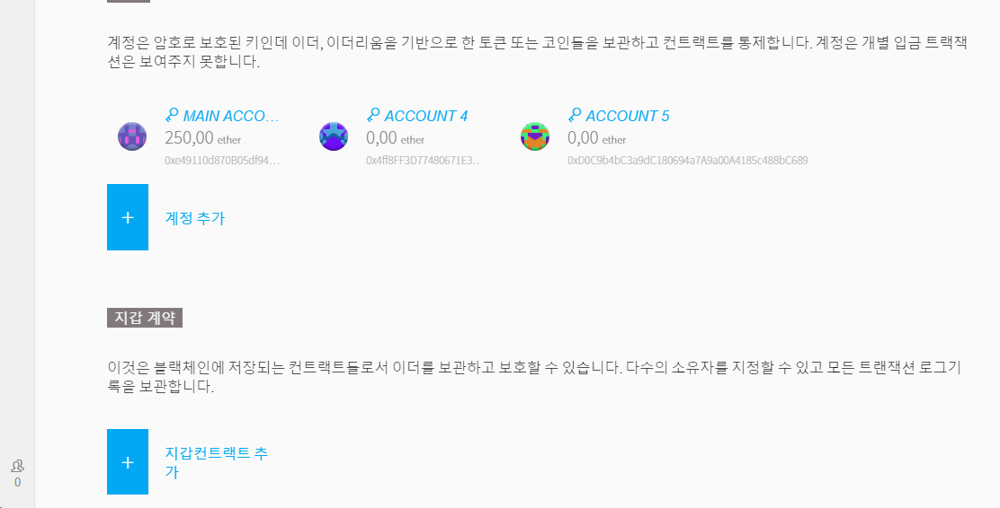 계정은 암호로 보호된 키인데 이더, 이더리움을 기반으로 한 토큰 또는 코인들을 보관하고 컨트랙트를 통제합니다. 계정은 개별 입금 트랙잭
션은 보여주지 못합니다.
MAIN ACCO...
250,00 ether
0xe49110d870B05df94...
ACCOUNT 4
0,00 ether
0x4ff8FF3D77480671E3..
ACCOUNT 5
0,00 ether
0xD0C9b4bC3a9dC180694a7A9a00A4185c488bC689
+
계정 추가
지갑 계약
이것은 블랙체인에 저장되는 컨트랙트들로서 이더를 보관하고 보호할 수 있습니다. 다수의 소유자를 지정할 수 있고 모든 트랜잭션 로그기
록을 보관합니다.
+
지갑컨트랙트 추
가
0